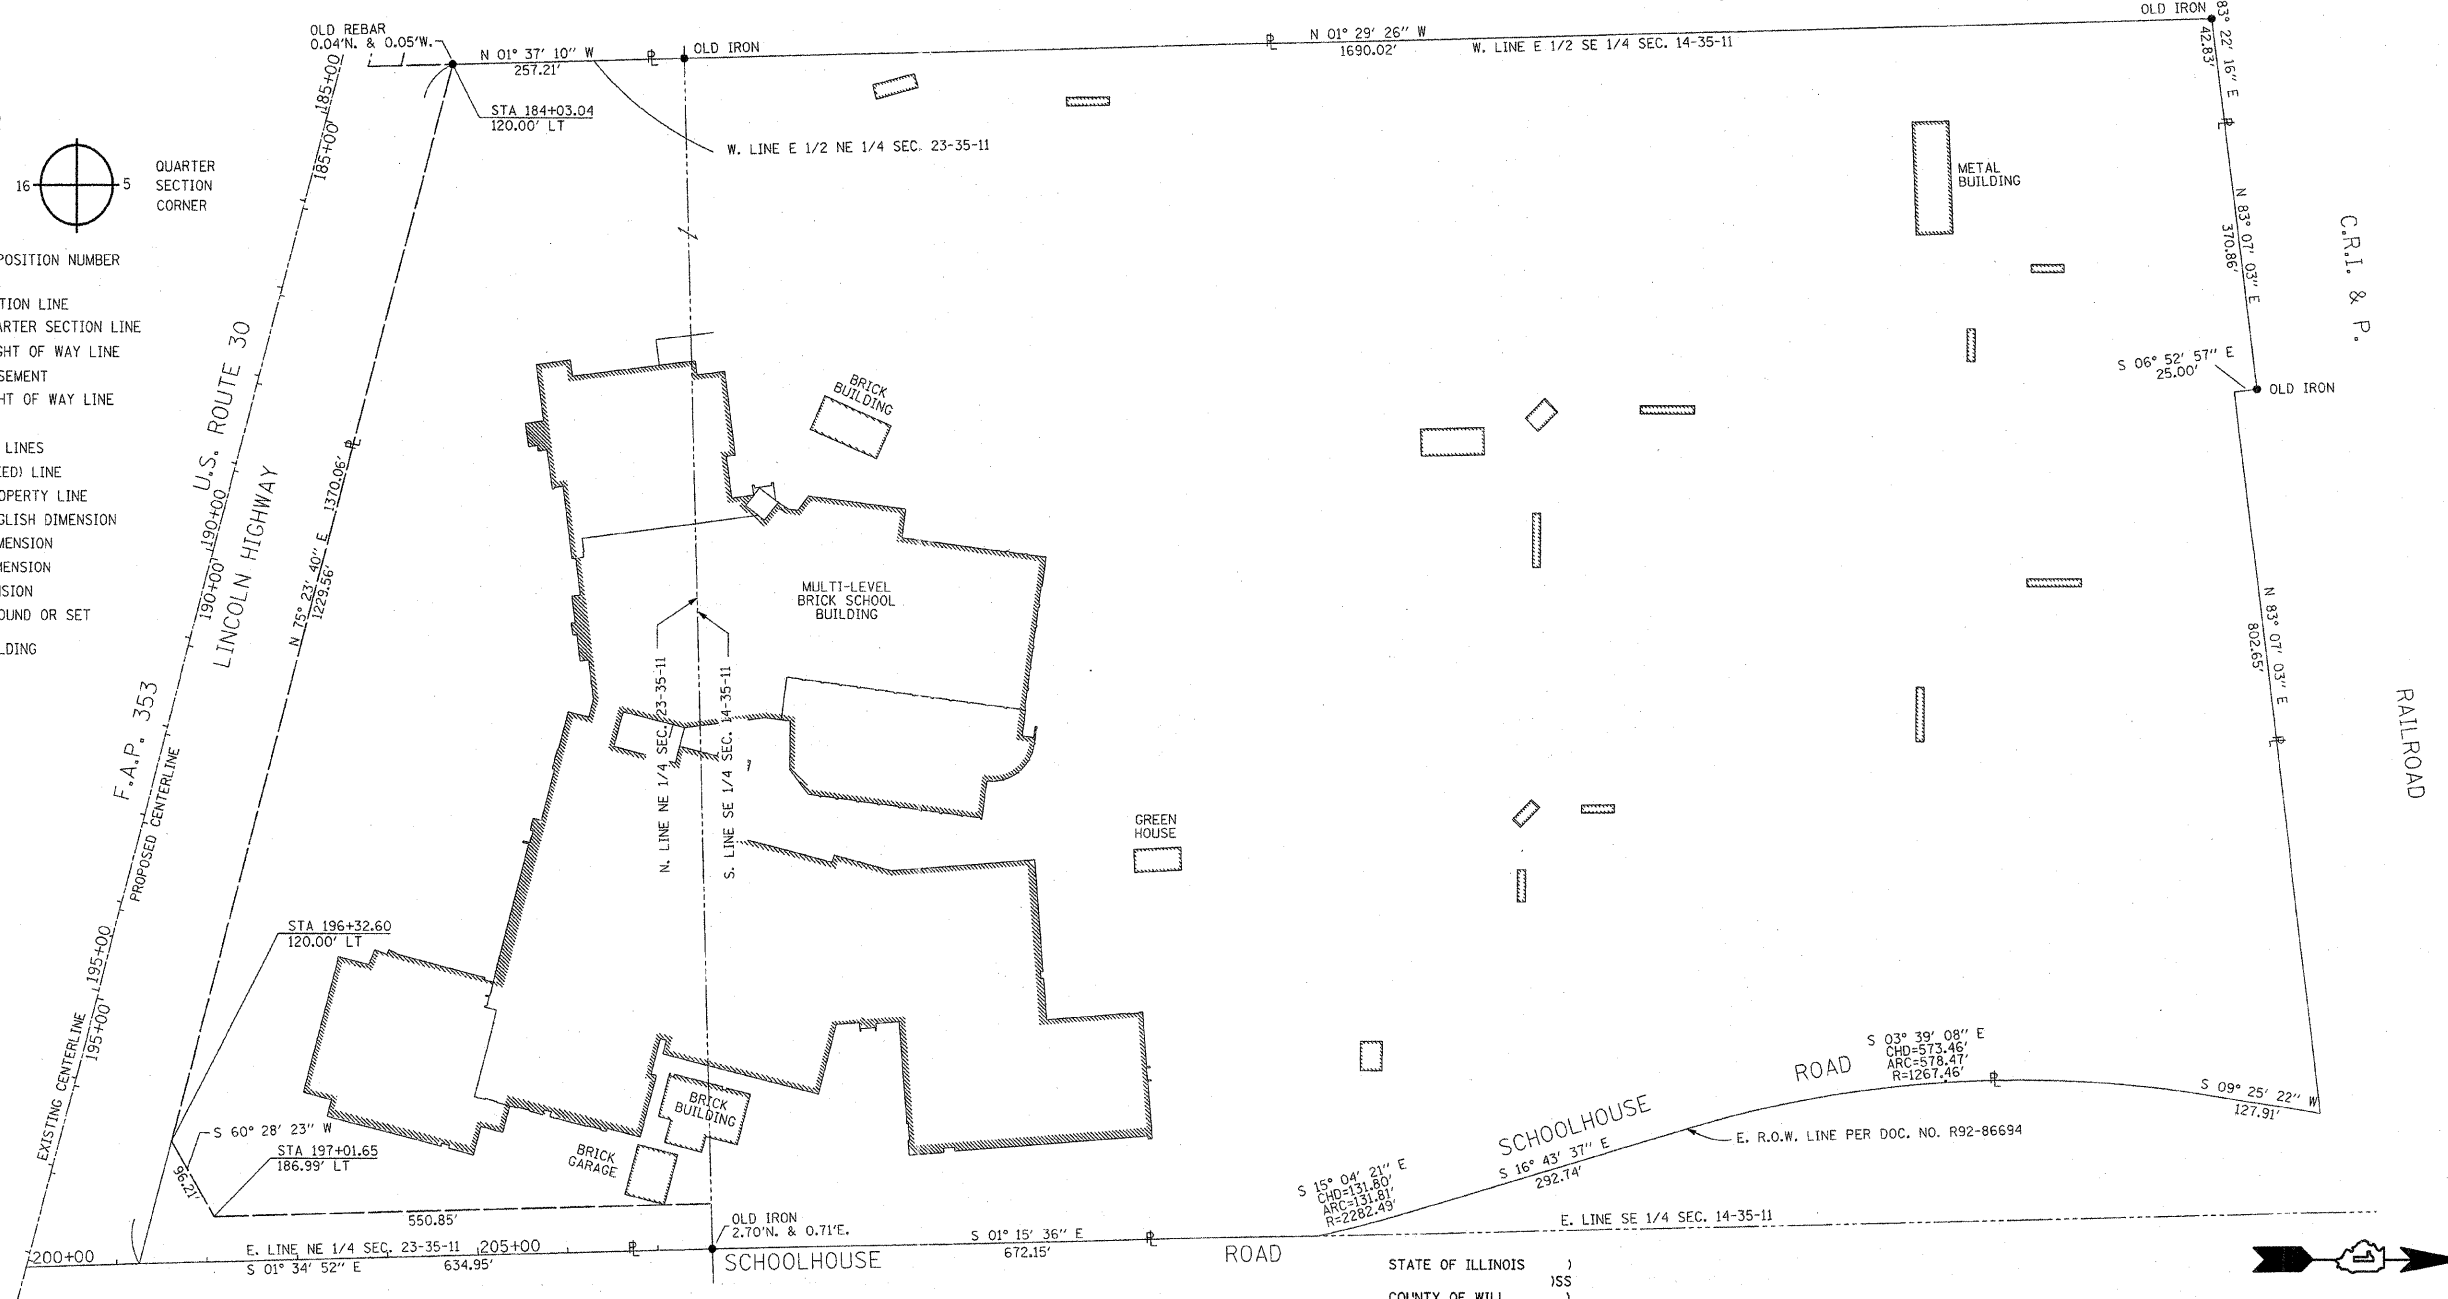 OLD REBAR
0.04'N. & 0.05'W.
N 01° 37' 10" W
257.21'
OLD IRON
N 01° 29' 26" W
1690.02'
W. LINE E 1/2 SE 1/4 SEC. 14-35-11
OLD IRON
83° 22' 16" E
42.83'
STA 184+03.04
120.00' LT
W. LINE E 1/2 NE 1/4 SEC. 23-35-11
185+00
185+00
16
5
QUARTER
SECTION
CORNER
POSITION NUMBER
TION LINE
ARTER SECTION LINE
GHT OF WAY LINE
SEMENT
HT OF WAY LINE
LINES
EED) LINE
OPERTY LINE
GLISH DIMENSION
MENSION
MENSION
NSION
OUND OR SET
LDING
METAL
BUILDING
N 83° 07' 03" E
370.86'
C.R.I. & P.
RAILROAD
S 06° 52' 57" E
25.00'
OLD IRON
N 83° 07' 03" E
802.65'
U.S. ROUTE 30
LINCOLN HIGHWAY
190+00
190+00
N 75° 23' 40" E 1370.06'
1229.56'
F.A.P. 353
PROPOSED CENTERLINE
EXISTING CENTERLINE
195+00
195+00
BRICK
BUILDING
MULTI-LEVEL
BRICK SCHOOL
BUILDING
N. LINE NE 1/4 SEC. 23-35-11
S. LINE SE 1/4 SEC. 14-35-11
GREEN
HOUSE
STA 196+32.60
120.00' LT
S 60° 28' 23" W
96.21'
STA 197+01.65
186.99' LT
BRICK
BUILDING
BRICK
GARAGE
550.85'
OLD IRON
2.70'N. & 0.71'E.
200+00
E. LINE NE 1/4 SEC. 23-35-11
205+00
S 01° 34' 52" E
634.95'
SCHOOLHOUSE
ROAD
S 01° 15' 36" E
672.15'
S 15° 04' 21" E
CHD=131.80'
ARC=131.81'
R=2282.49'
SCHOOLHOUSE
ROAD
S 16° 43' 37" E
292.74'
S 03° 39' 08" E
CHD=573.46'
ARC=578.47'
R=1267.46'
S 09° 25' 22" W
127.91'
E. R.O.W. LINE PER DOC. NO. R92-86694
E. LINE SE 1/4 SEC. 14-35-11
STATE OF ILLINOIS )
)SS
COUNTY OF WILL )